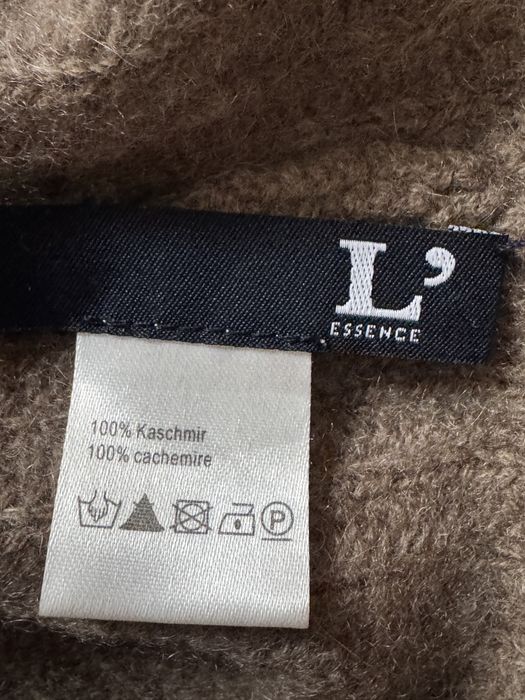 L’
ESSENCE
100% Kaschmir
100% cachemire
P